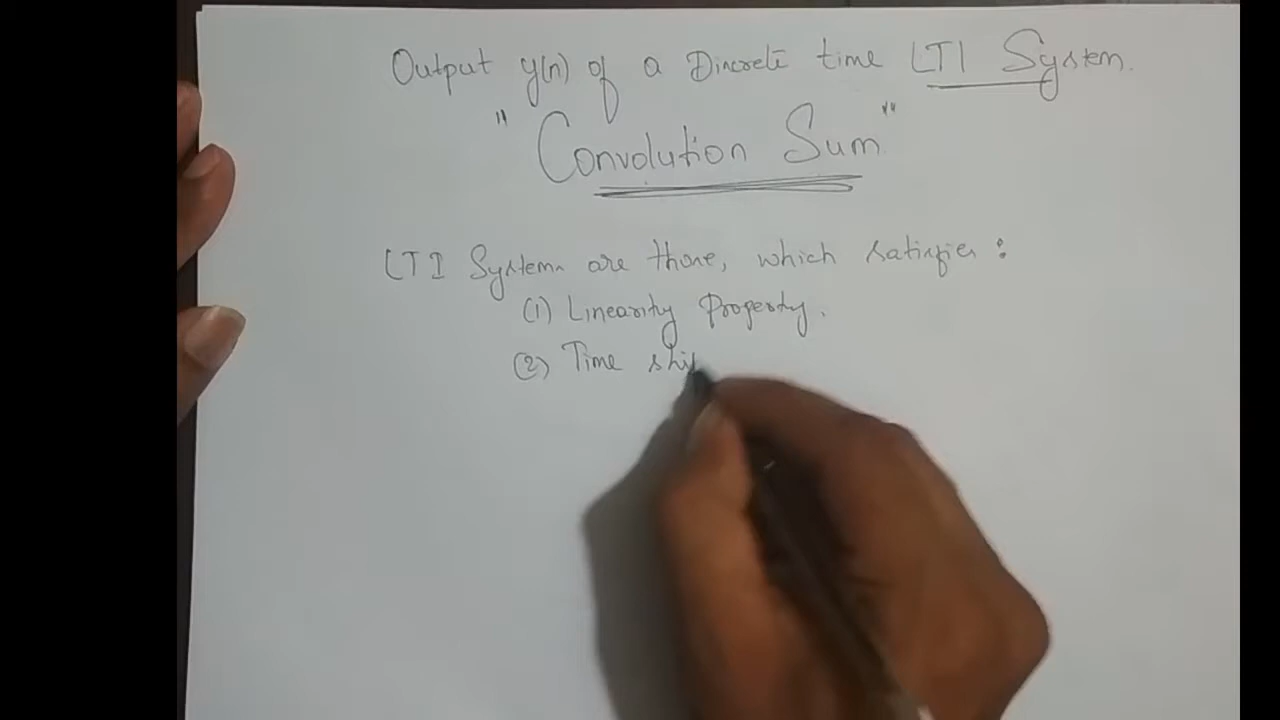 Output y(n) of a Discrete time LTI System.
"Convolution Sum"
LTI Systems are those, which satisfies :
(1) Linearity Property.
(2) Time shif